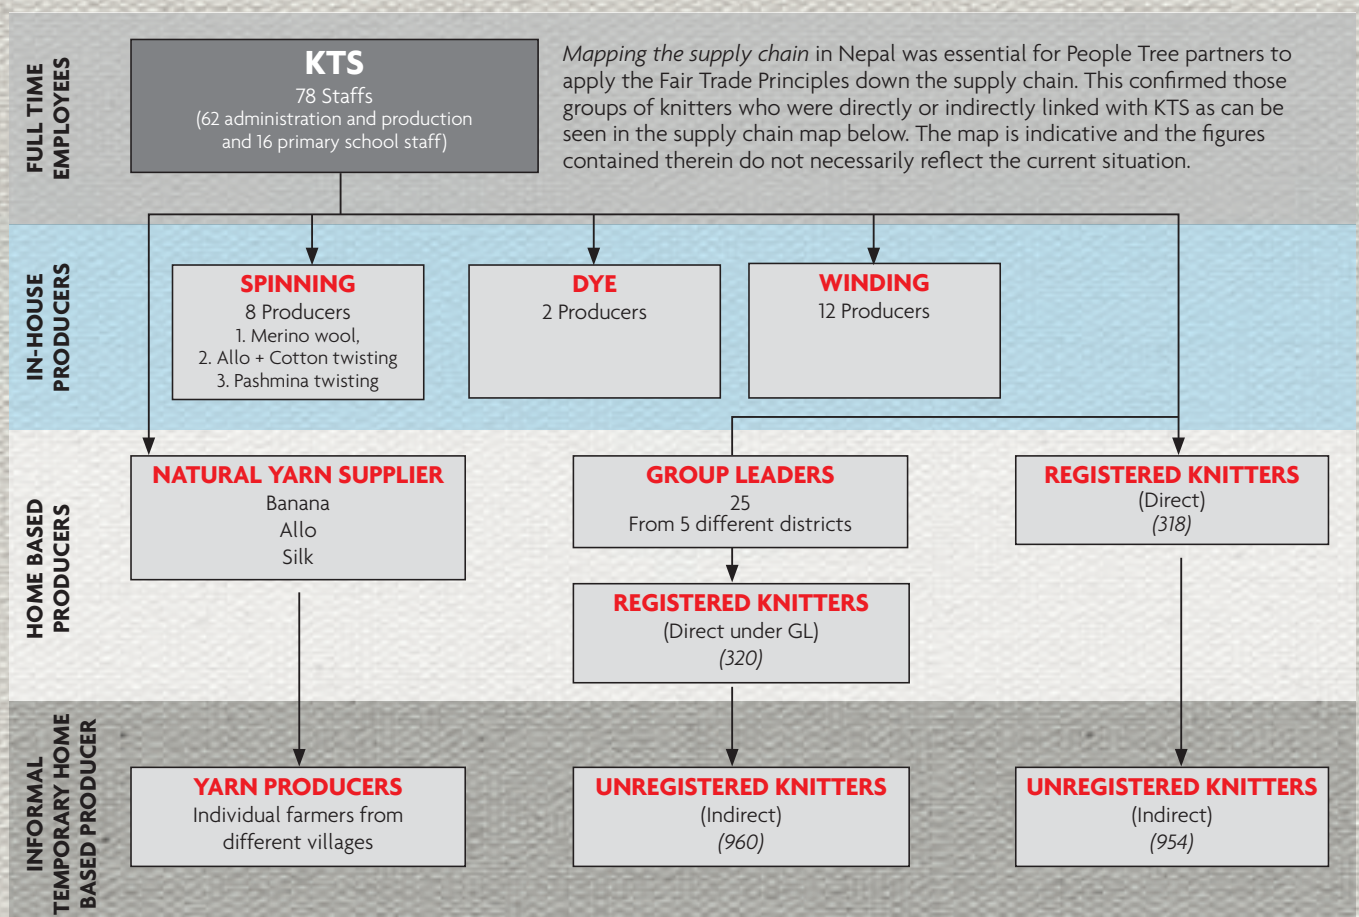 FULL TIME
EMPLOYEES
KTS
78 Staffs
(62 administration and production
and 16 primary school staff)
Mapping the supply chain in Nepal was essential for People Tree partners to
apply the Fair Trade Principles down the supply chain. This confirmed those
groups of knitters who were directly or indirectly linked with KTS as can be
seen in the supply chain map below. The map is indicative and the figures
contained therein do not necessarily reflect the current situation.
IN-HOUSE
PRODUCERS
SPINNING
8 Producers
1. Merino wool,
2. Allo + Cotton twisting
3. Pashmina twisting
DYE
2 Producers
WINDING
12 Producers
HOME BASED
PRODUCERS
NATURAL YARN SUPPLIER
Banana
Allo
Silk
GROUP LEADERS
25
From 5 different districts
REGISTERED KNITTERS
(Direct under GL)
(320)
REGISTERED KNITTERS
(Direct)
(318)
INFORMAL
TEMPORARY HOME
BASED PRODUCER
YARN PRODUCERS
Individual farmers from
different villages
UNREGISTERED KNITTERS
(Indirect)
(960)
UNREGISTERED KNITTERS
(Indirect)
(954)